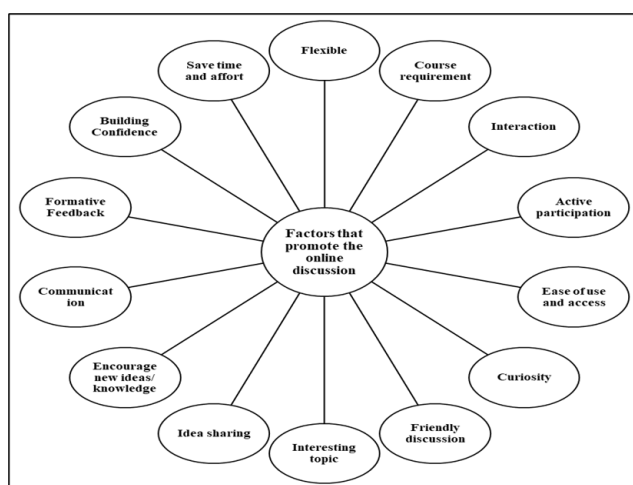 Flexible
Course
requirement
Interaction
Active
participation
Ease of use
and access
Curiosity
Friendly
discussion
Interesting
topic
Idea sharing
Encourage
new ideas/
knowledge
Communicat
ion
Formative
Feedback
Building
Confidence
Save time
and affort
Factors that
promote the
online
discussion